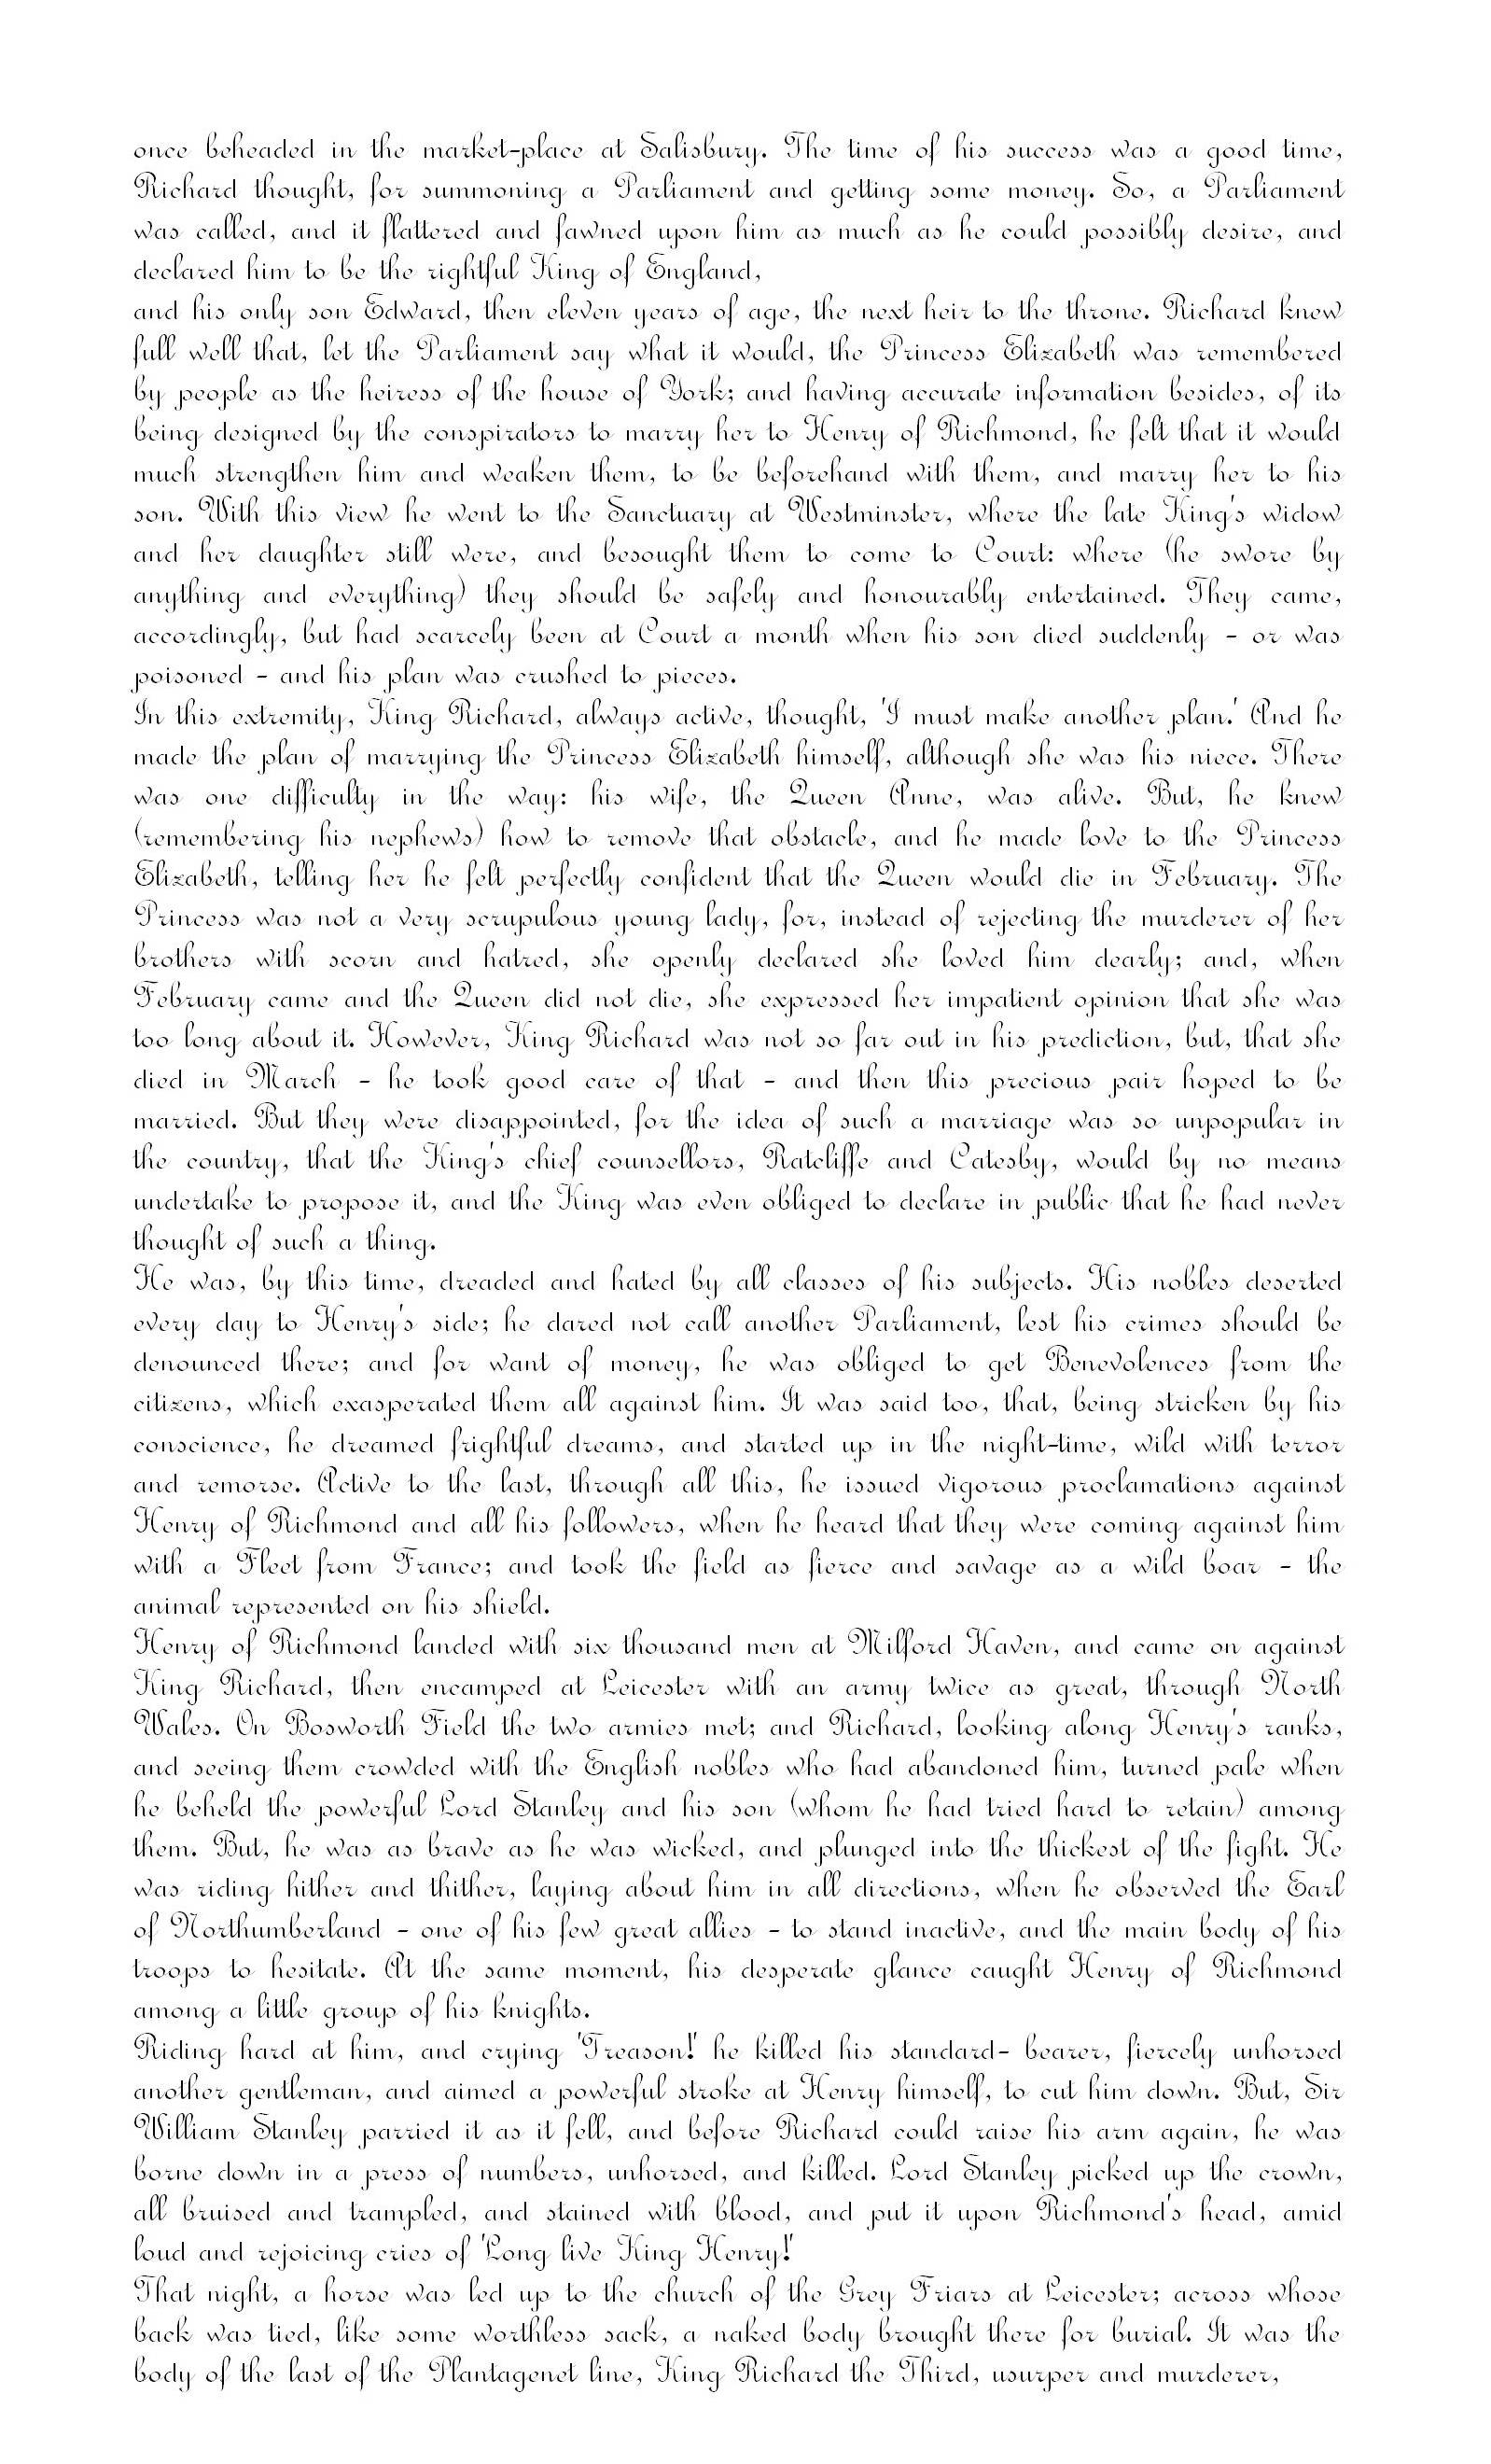 once beheaded in the market-place at Salisbury. The time of his success was a good time,
Richard thought, for summoning a Parliament and getting some money. So, a Parliament
was called, and it flattered and fawned upon him as much as he could possibly desire, and
declared him to be the rightful King of England,
and his only son Edward, then eleven years of age, the next heir to the throne. Richard knew
full well that, let the Parliament say what it would, the Princess Elizabeth was remembered
by people as the heiress of the house of York; and having accurate information besides, of its
being designed by the conspirators to marry her to Henry of Richmond, he felt that it would
much strengthen him and weaken them, to be beforehand with them, and marry her to his
son. With this view he went to the Sanctuary at Westminster, where the late King's widow
and her daughter still were, and besought them to come to Court: where (he swore by
anything and everything) they should be safely and honourably entertained. They came,
accordingly, but had scarcely been at Court a month when his son died suddenly - or was
poisoned - and his plan was crushed to pieces.
In this extremity, King Richard, always active, thought, 'I must make another plan.' And he
made the plan of marrying the Princess Elizabeth himself, although she was his niece. There
was one difficulty in the way: his wife, the Queen Anne, was alive. But, he knew
(remembering his nephews) how to remove that obstacle, and he made love to the Princess
Elizabeth, telling her he felt perfectly confident that the Queen would die in February. The
Princess was not a very scrupulous young lady, for, instead of rejecting the murderer of her
brothers with scorn and hatred, she openly declared she loved him dearly; and, when
February came and the Queen did not die, she expressed her impatient opinion that she was
too long about it. However, King Richard was not so far out in his prediction, but, that she
died in March - he took good care of that - and then this precious pair hoped to be
married. But they were disappointed, for the idea of such a marriage was so unpopular in
the country, that the King's chief counsellors, Ratcliffe and Catesby, would by no means
undertake to propose it, and the King was even obliged to declare in public that he had never
thought of such a thing.
He was, by this time, dreaded and hated by all classes of his subjects. His nobles deserted
every day to Henry's side; he dared not call another Parliament, lest his crimes should be
denounced there; and for want of money, he was obliged to get Benevolences from the
citizens, which exasperated them all against him. It was said too, that, being stricken by his
conscience, he dreamed frightful dreams, and started up in the night-time, wild with terror
and remorse. Active to the last, through all this, he issued vigorous proclamations against
Henry of Richmond and all his followers, when he heard that they were coming against him
with a Fleet from France; and took the field as fierce and savage as a wild boar - the
animal represented on his shield.
Henry of Richmond landed with six thousand men at Milford Haven, and came on against
King Richard, then encamped at Leicester with an army twice as great, through North
Wales. On Bosworth Field the two armies met; and Richard, looking along Henry's ranks,
and seeing them crowded with the English nobles who had abandoned him, turned pale when
he beheld the powerful Lord Stanley and his son (whom he had tried hard to retain) among
them. But, he was as brave as he was wicked, and plunged into the thickest of the fight. He
was riding hither and thither, laying about him in all directions, when he observed the Earl
of Northumberland - one of his few great allies - to stand inactive, and the main body of his
troops to hesitate. At the same moment, his desperate glance caught Henry of Richmond
among a little group of his knights.
Riding hard at him, and crying 'Treason!' he killed his standard- bearer, fiercely unhorsed
another gentleman, and aimed a powerful stroke at Henry himself, to cut him down. But, Sir
William Stanley parried it as it fell, and before Richard could raise his arm again, he was
borne down in a press of numbers, unhorsed, and killed. Lord Stanley picked up the crown,
all bruised and trampled, and stained with blood, and put it upon Richmond's head, amid
loud and rejoicing cries of 'Long live King Henry!'
That night, a horse was led up to the church of the Grey Friars at Leicester; across whose
back was tied, like some worthless sack, a naked body brought there for burial. It was the
body of the last of the Plantagenet line, King Richard the Third, usurper and murderer,